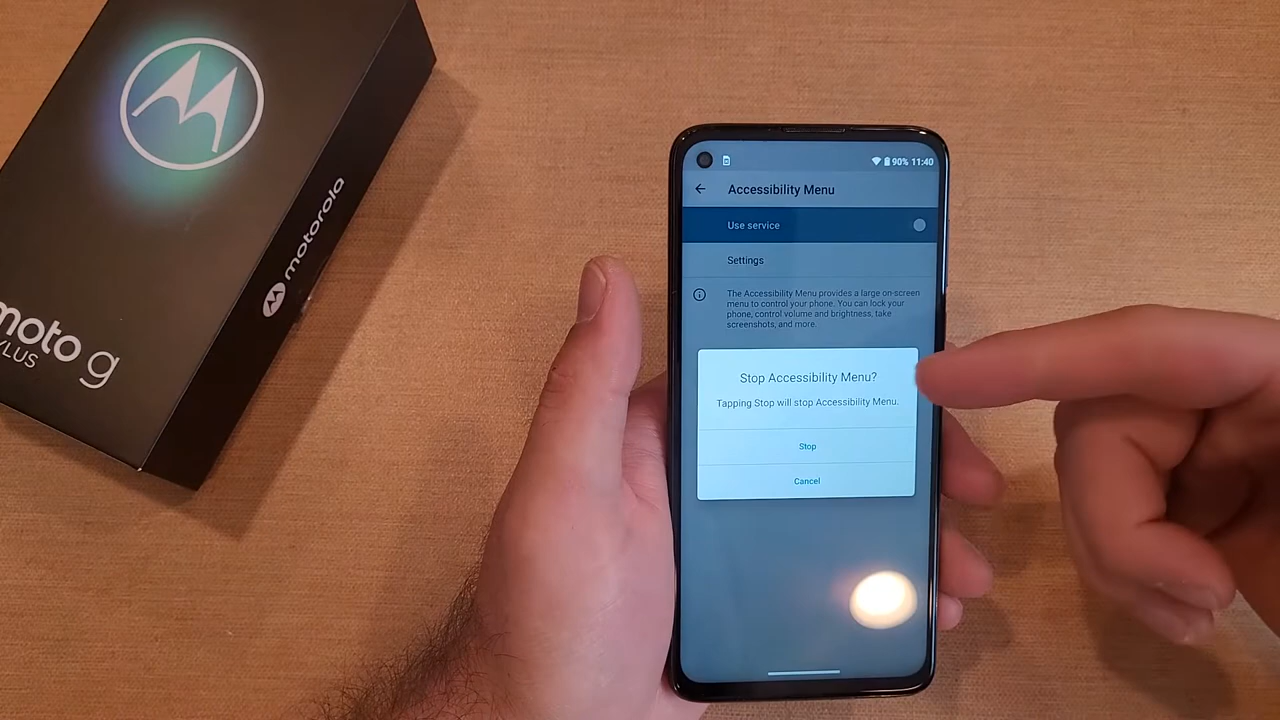 motorola
moto g
90% 11:40
Accessibility Menu
Use service
Settings
The Accessibility Menu provides a large on-screen
menu to control your phone. You can lock your
phone, control volume and brightness, take
screenshots, and more.
Stop Accessibility Menu?
Tapping Stop will stop Accessibility Menu.
Stop
Cancel